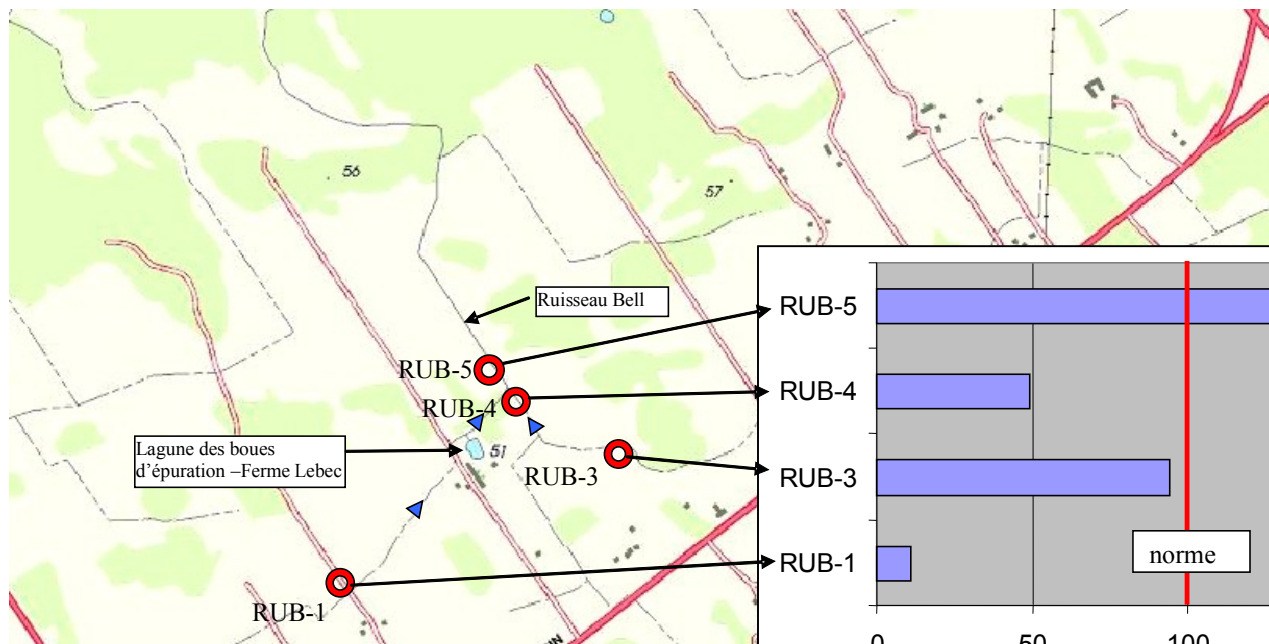 56
57
Ruisseau Bell
RUB-5
RUB-4
Lagune des boues
d'épuration –Ferme Lebec
51
RUB-3
RUB-1
RUB-5
RUB-4
RUB-3
RUB-1
norme
0
50
100